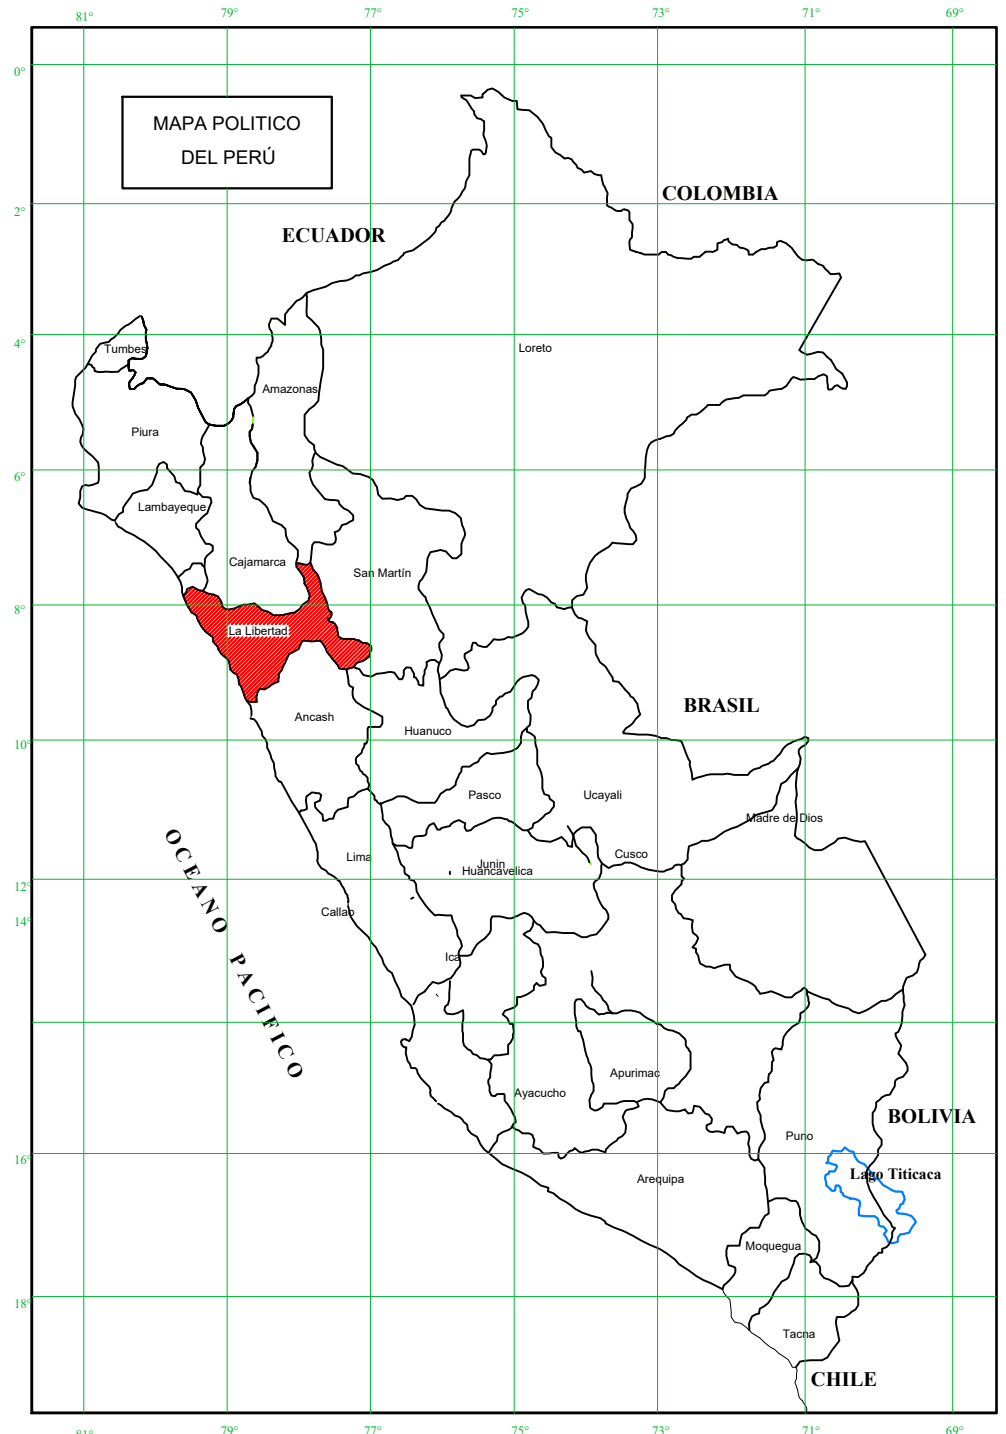 81°
79°
77°
75°
73°
71°
69°
0°
MAPA POLITICO
DEL PERÚ
COLOMBIA
2°
ECUADOR
4°
Tumbes
Loreto
Amazonas
Piura
6°
Lambayeque
Cajamarca
San Martín
8°
La Libertad
BRASIL
Ancash
Huanuco
10°
Pasco
Ucayali
Madre de Dios
OCEANO PACIFICO
Lima
Junin
Cusco
Huancavelica
12°
Callao
14°
Ica
Apurimac
Ayacucho
BOLIVIA
Puno
16°
Lago Titicaca
Arequipa
Moquegua
18°
Tacna
CHILE
81°
79°
77°
75°
73°
71°
69°